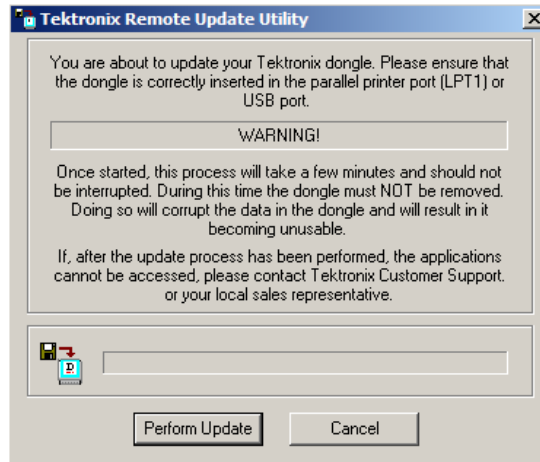 Tektronix Remote Update Utility
You are about to update your Tektronix dongle. Please ensure that
the dongle is correctly inserted in the parallel printer port (LPT1) or
USB port.
WARNING!
Once started, this process will take a few minutes and should not
be interrupted. During this time the dongle must NOT be removed.
Doing so will corrupt the data in the dongle and will result in it
becoming unusable.
If, after the update process has been performed, the applications
cannot be accessed, please contact Tektronix Customer Support.
or your local sales representative.
D
Perform Update
Cancel